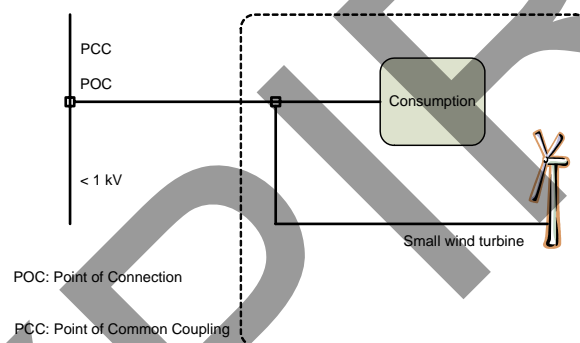 PCC
POC
Consumption
< 1 kV
Small wind turbine
POC: Point of Connection
PCC: Point of Common Coupling